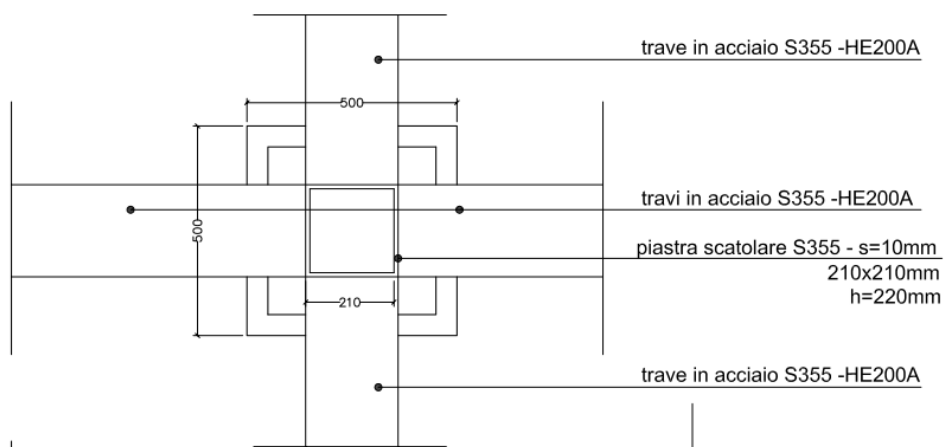 trave in acciaio S355 -HE200A
500
travi in acciaio S355 -HE200A
500
piastra scatolare S355 - s=10mm
210x210mm
h=220mm
210
trave in acciaio S355 -HE200A